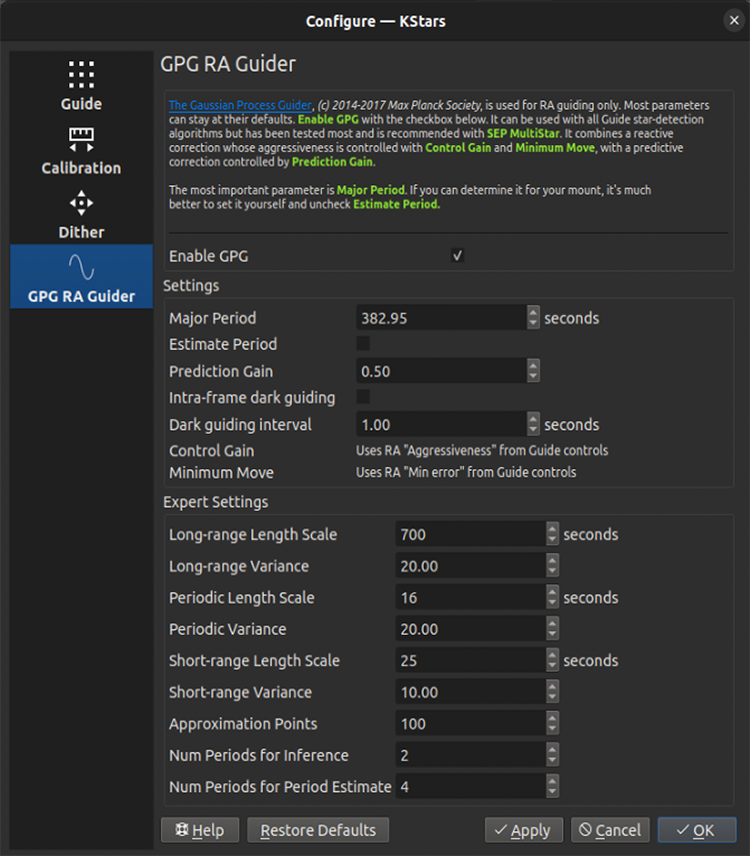 Configure — KStars
Guide
Calibration
Dither
GPG RA Guider
GPG RA Guider
The Gaussian Process Guider, (c) 2014-2017 Max Planck Society, is used for RA guiding only. Most parameters
can stay at their defaults. Enable GPG with the checkbox below. It can be used with all Guide star-detection
algorithms but has been tested most and is recommended with SEP MultiStar. It combines a reactive
correction whose aggressiveness is controlled with Control Gain and Minimum Move, with a predictive
correction controlled by Prediction Gain.
The most important parameter is Major Period. If you can determine it for your mount, it's much
better to set it yourself and uncheck Estimate Period.
Enable GPG
Settings
Major Period 382.95 seconds
Estimate Period
Prediction Gain 0.50
Intra-frame dark guiding
Dark guiding interval 1.00 seconds
Control Gain Uses RA "Aggressiveness" from Guide controls
Minimum Move Uses RA "Min error" from Guide controls
Expert Settings
Long-range Length Scale 700 seconds
Long-range Variance 20.00
Periodic Length Scale 16 seconds
Periodic Variance 20.00
Short-range Length Scale 25 seconds
Short-range Variance 10.00
Approximation Points 100
Num Periods for Inference 2
Num Periods for Period Estimate 4
Help Restore Defaults Apply Cancel OK